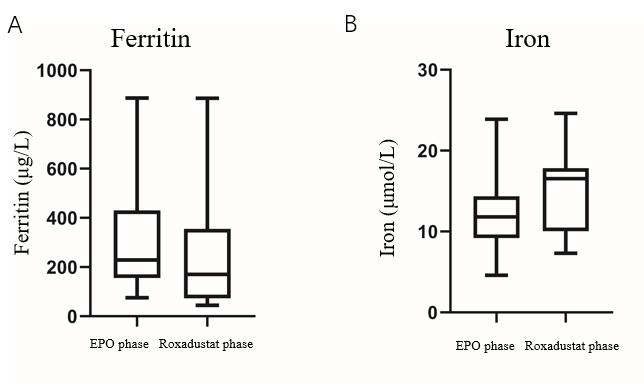 A
Ferritin
Ferritin (µg/L)
1000
800
600
400
200
0
EPO phase
Roxadustat phase
B
Iron
Iron (µmol/L)
30
20
10
0
EPO phase
Roxadustat phase